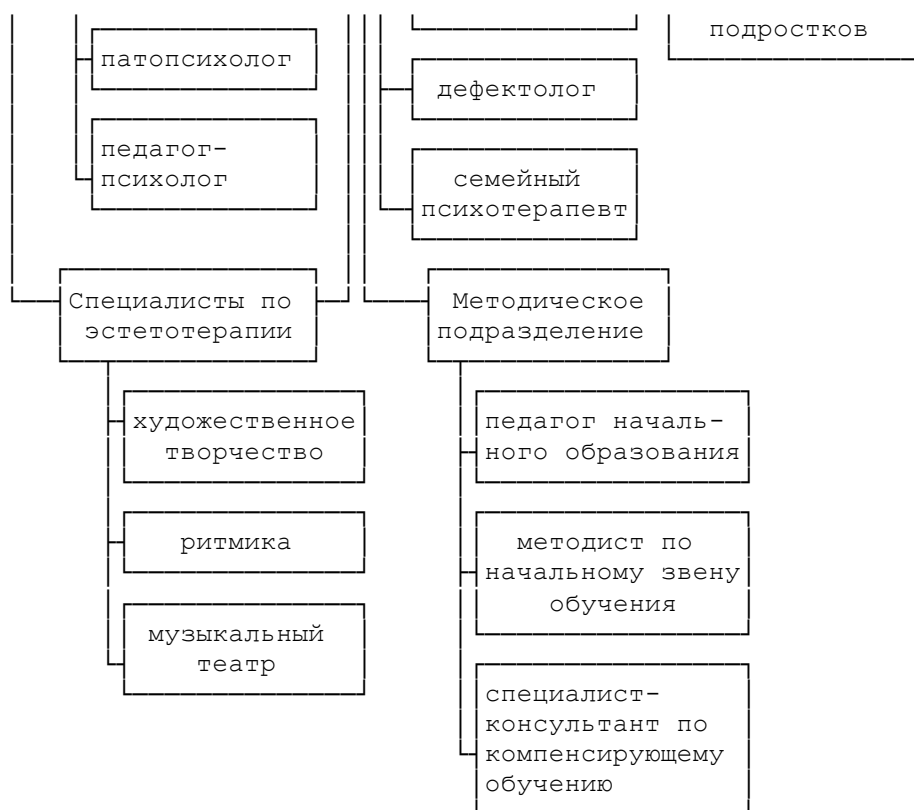 подростков
патопсихолог
дефектолог
педагог-
психолог
семейный
психотерапевт
Специалисты по
эстетотерапии
Методическое
подразделение
художественное
творчество
педагог началь-
ного образования
ритмика
методист по
начальному звену
обучения
музыкальный
театр
специалист-
консультант по
компенсирующему
обучению